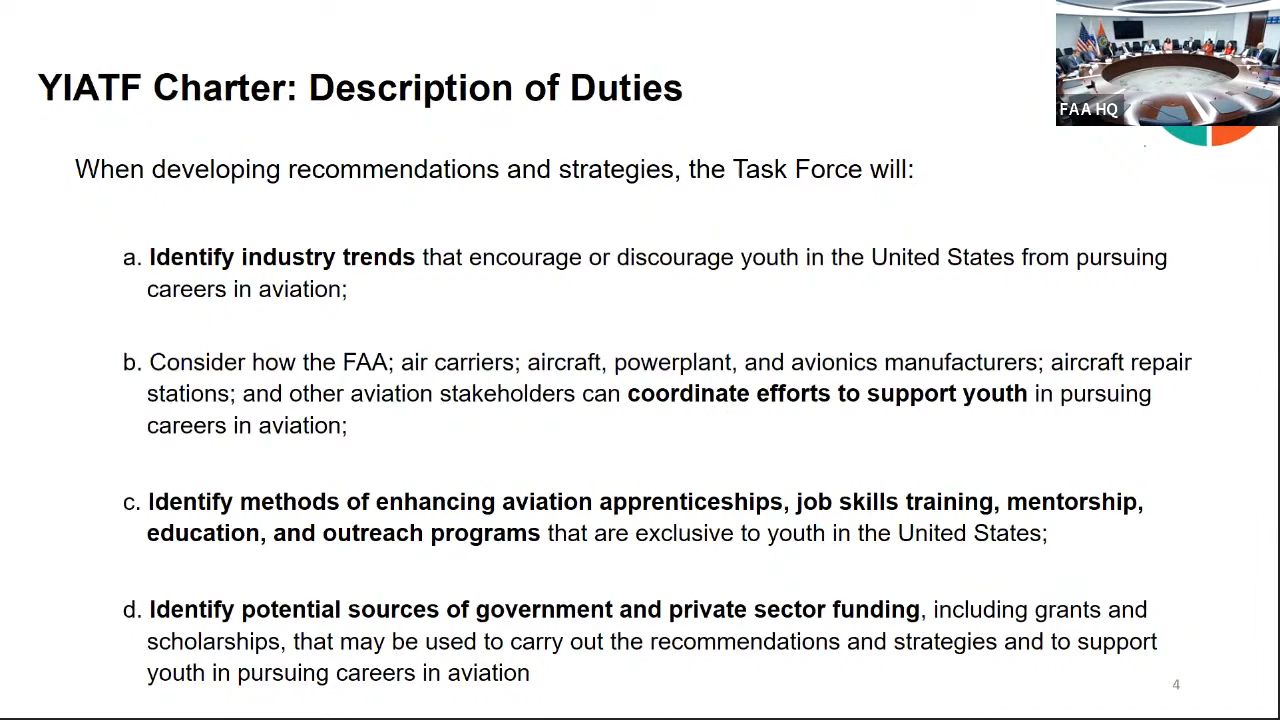 YIATF Charter: Description of Duties
FAA HQ
When developing recommendations and strategies, the Task Force will:
a. Identify industry trends that encourage or discourage youth in the United States from pursuing
careers in aviation;
b. Consider how the FAA; air carriers; aircraft, powerplant, and avionics manufacturers; aircraft repair
stations; and other aviation stakeholders can coordinate efforts to support youth in pursuing
careers in aviation;
c. Identify methods of enhancing aviation apprenticeships, job skills training, mentorship,
education, and outreach programs that are exclusive to youth in the United States;
d. Identify potential sources of government and private sector funding, including grants and
scholarships, that may be used to carry out the recommendations and strategies and to support
youth in pursuing careers in aviation
4